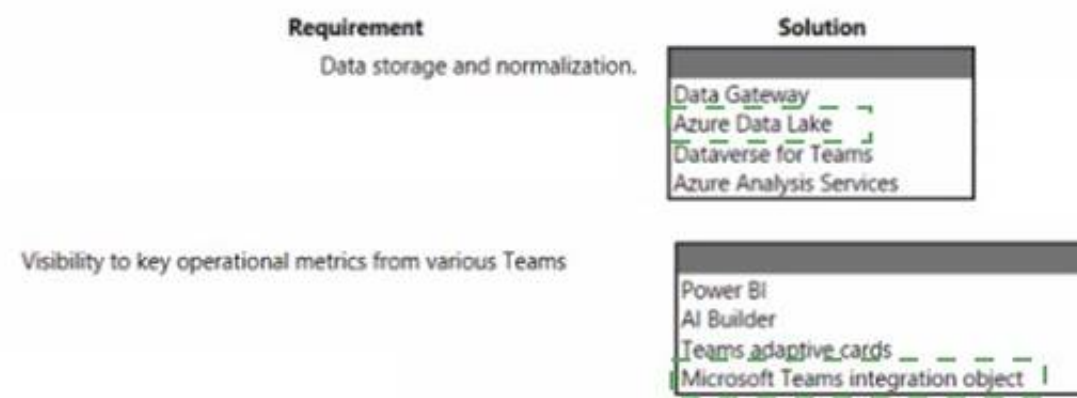 Requirement Solution
Data storage and normalization.
Data Gateway
Azure Data Lake
Dataverse for Teams
Azure Analysis Services
Visibility to key operational metrics from various Teams
Power BI
AI Builder
Teams adaptive cards
Microsoft Teams integration object